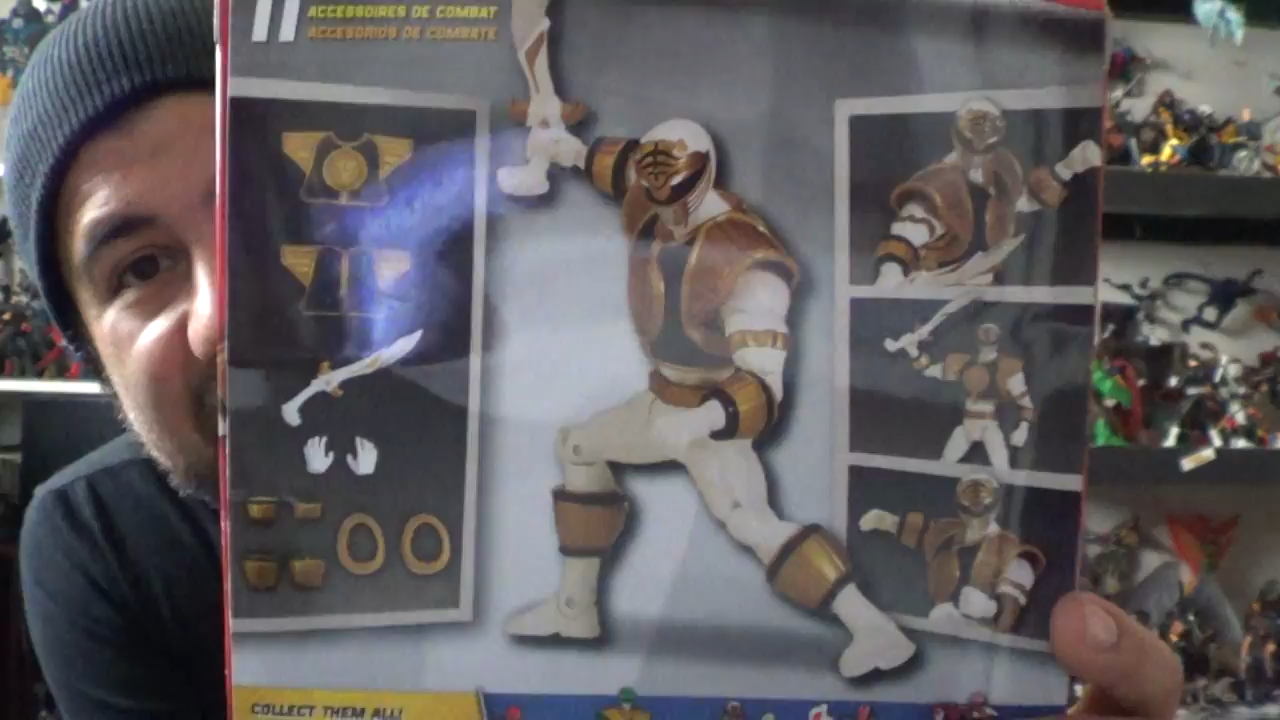 11
ACCESSOIRES DE COMBAT
ACCESORIOS DE COMBATE
COLLECT THEM ALL!